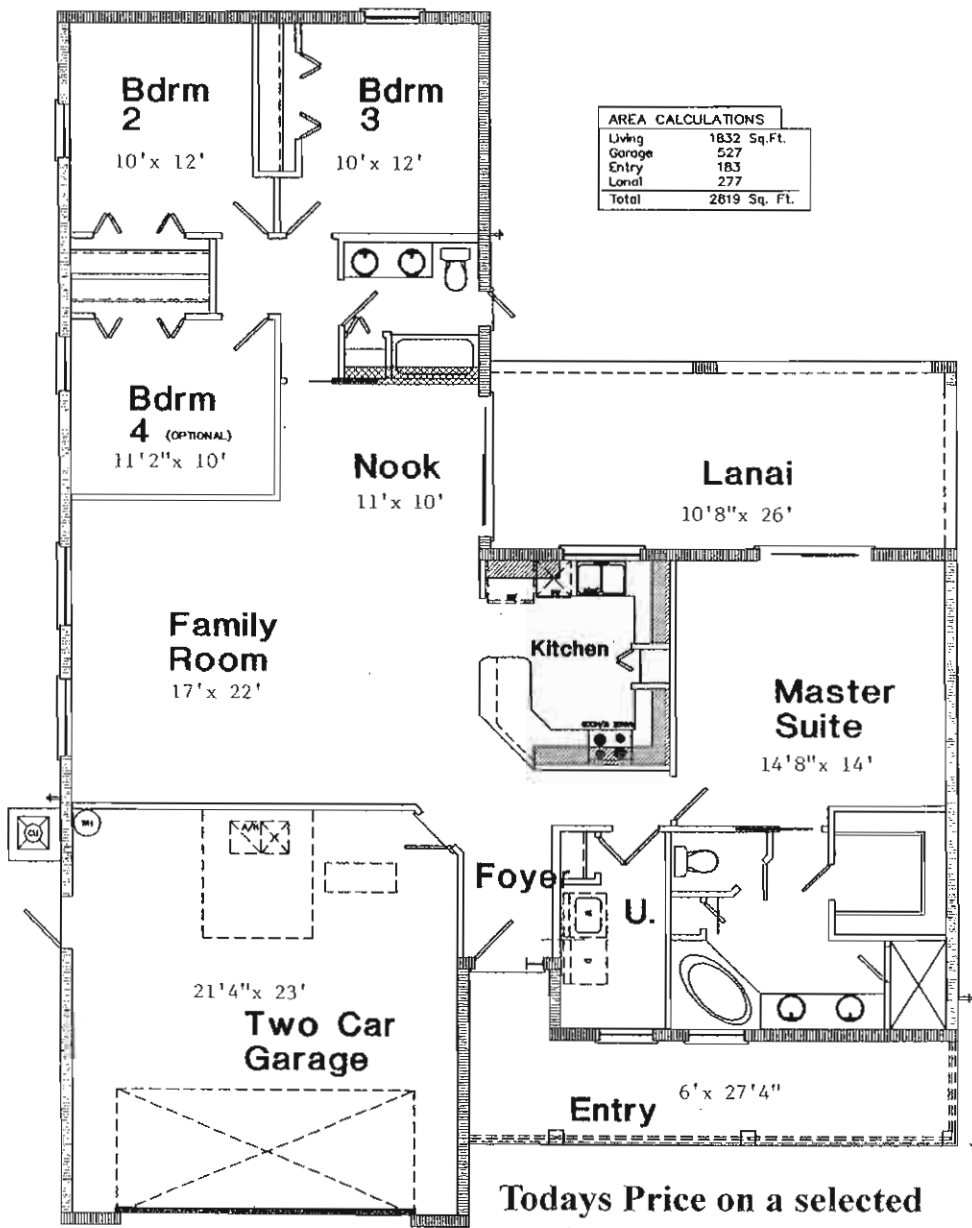 Bdrm
2
10'x 12'
Bdrm
3
10'x 12'
AREA CALCULATIONS
Living 1832 Sq.Ft.
Garage 527
Entry 183
Lanai 277
Total 2819 Sq. Ft.
Bdrm
4 (OPTIONAL)
11'2"x 10'
Nook
11'x 10'
Lanai
10'8"x 26'
Family
Room
17'x 22'
Kitchen
Master
Suite
14'8"x 14'
CU
WH
A/H
Foyer
U.
D
21'4"x 23'
Two Car
Garage
6'x 27'4"
Entry
Todays Price on a selected